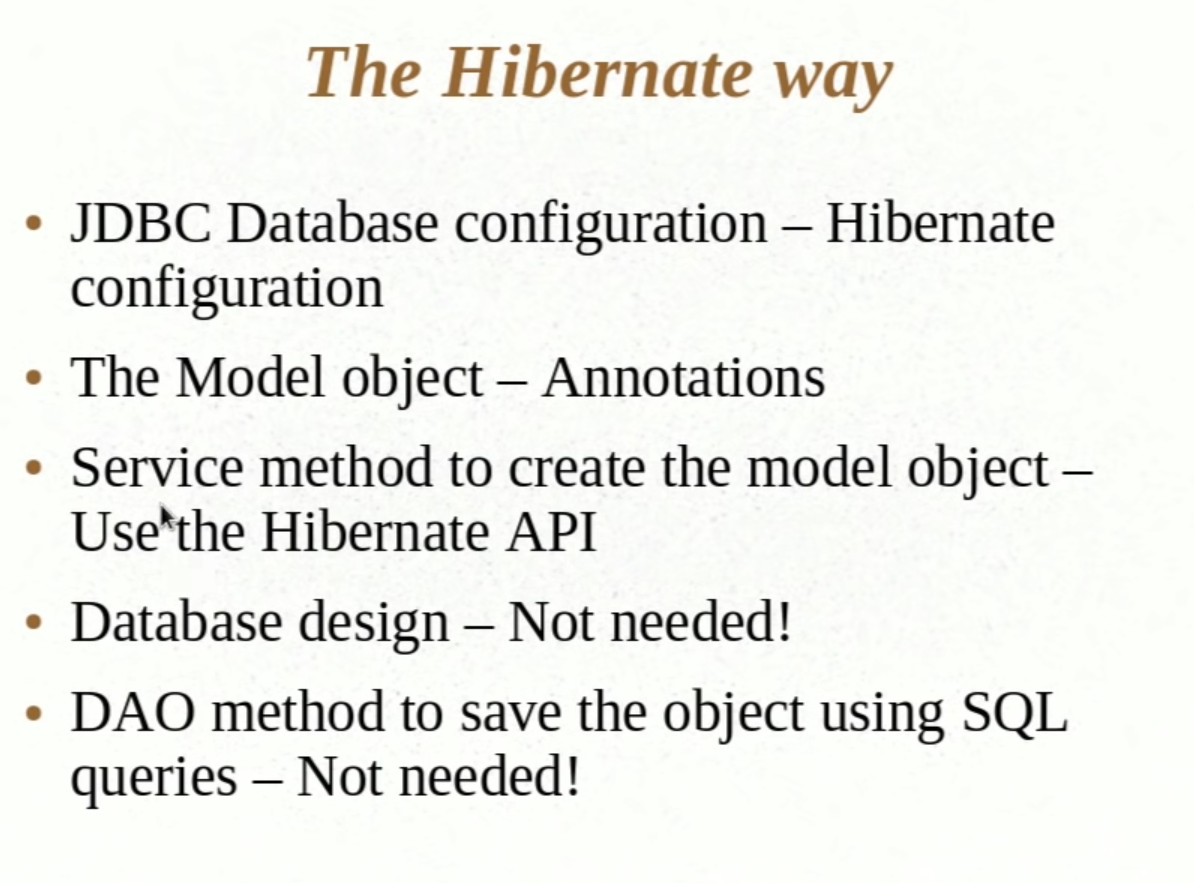 The Hibernate way
• JDBC Database configuration – Hibernate
configuration
• The Model object – Annotations
• Service method to create the model object –
Use the Hibernate API
• Database design – Not needed!
• DAO method to save the object using SQL
queries – Not needed!